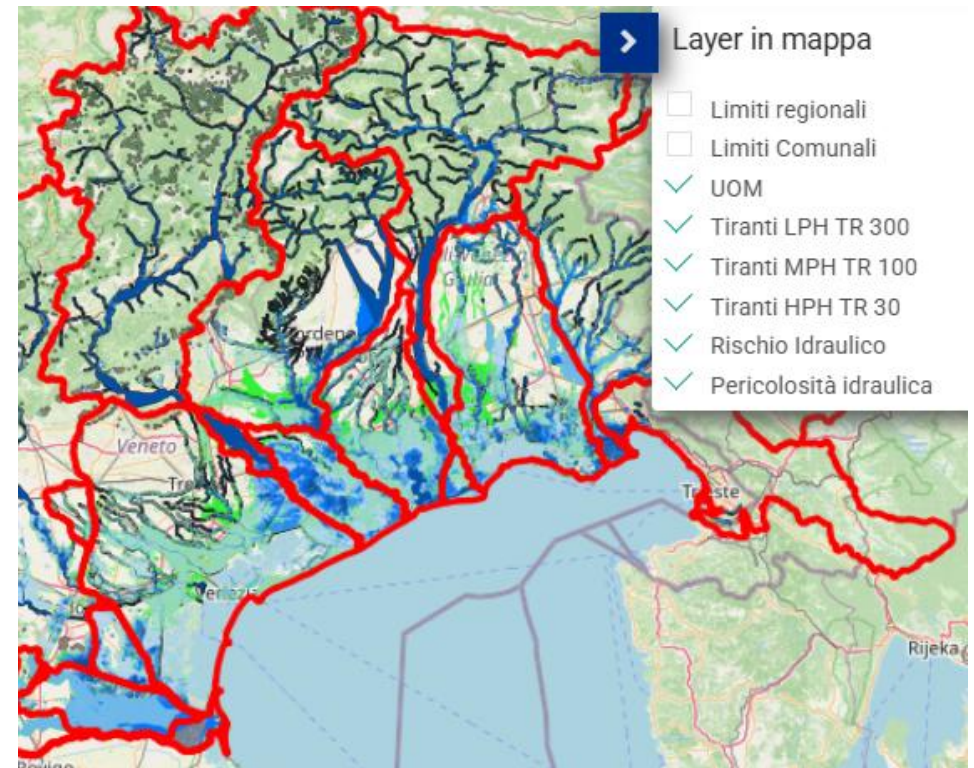 Layer in mappa
Limiti regionali
Limiti Comunali
UOM
Tiranti LPH TR 300
Tiranti MPH TR 100
Tiranti HPH TR 30
Rischio Idraulico
Pericolosità idraulica
Giulia
Veneto
Trieste
Venezia
Rijeka